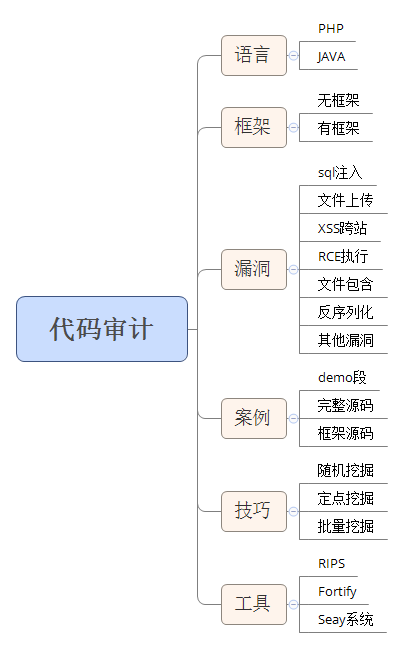 代码审计
语言
PHP
JAVA
框架
无框架
有框架
漏洞
sql注入
文件上传
XSS跨站
RCE执行
文件包含
反序列化
其他漏洞
案例
demo段
完整源码
框架源码
技巧
随机挖掘
定点挖掘
批量挖掘
工具
RIPS
Fortify
Seay系统